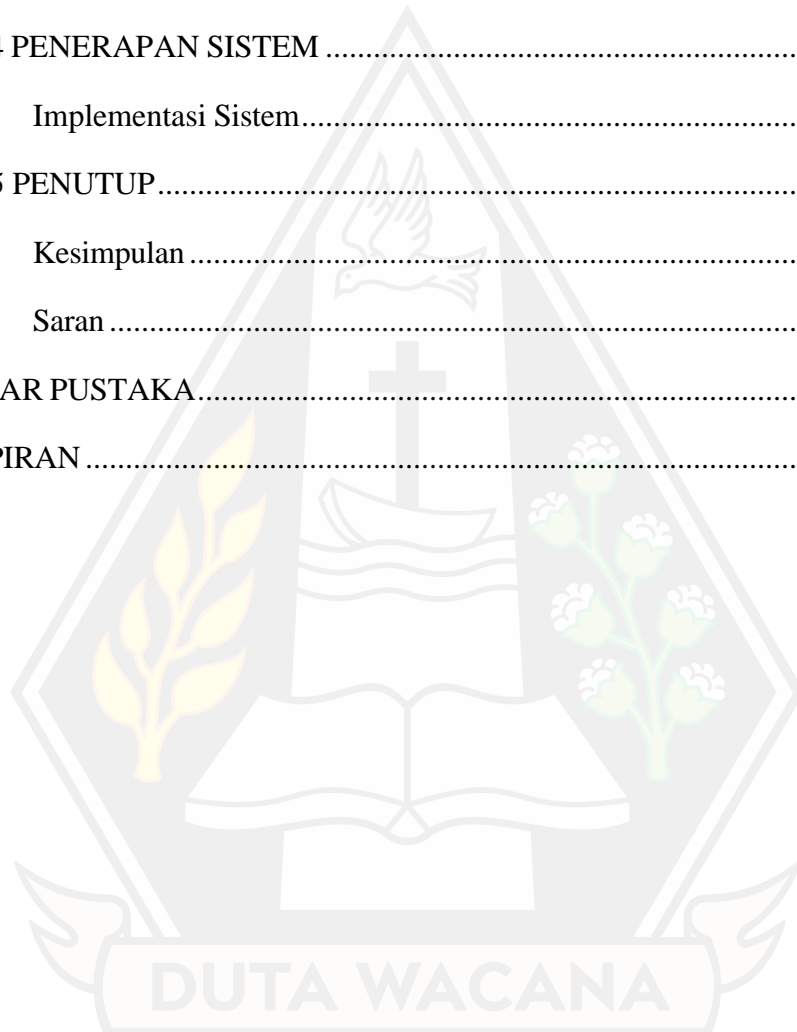 4 PENERAPAN SISTEM ................................................................
Implementasi Sistem................................................................
5 PENUTUP................................................................
Kesimpulan ................................................................
Saran ................................................................
AR PUSTAKA................................................................
PIRAN ................................................................
DUTA WACANA